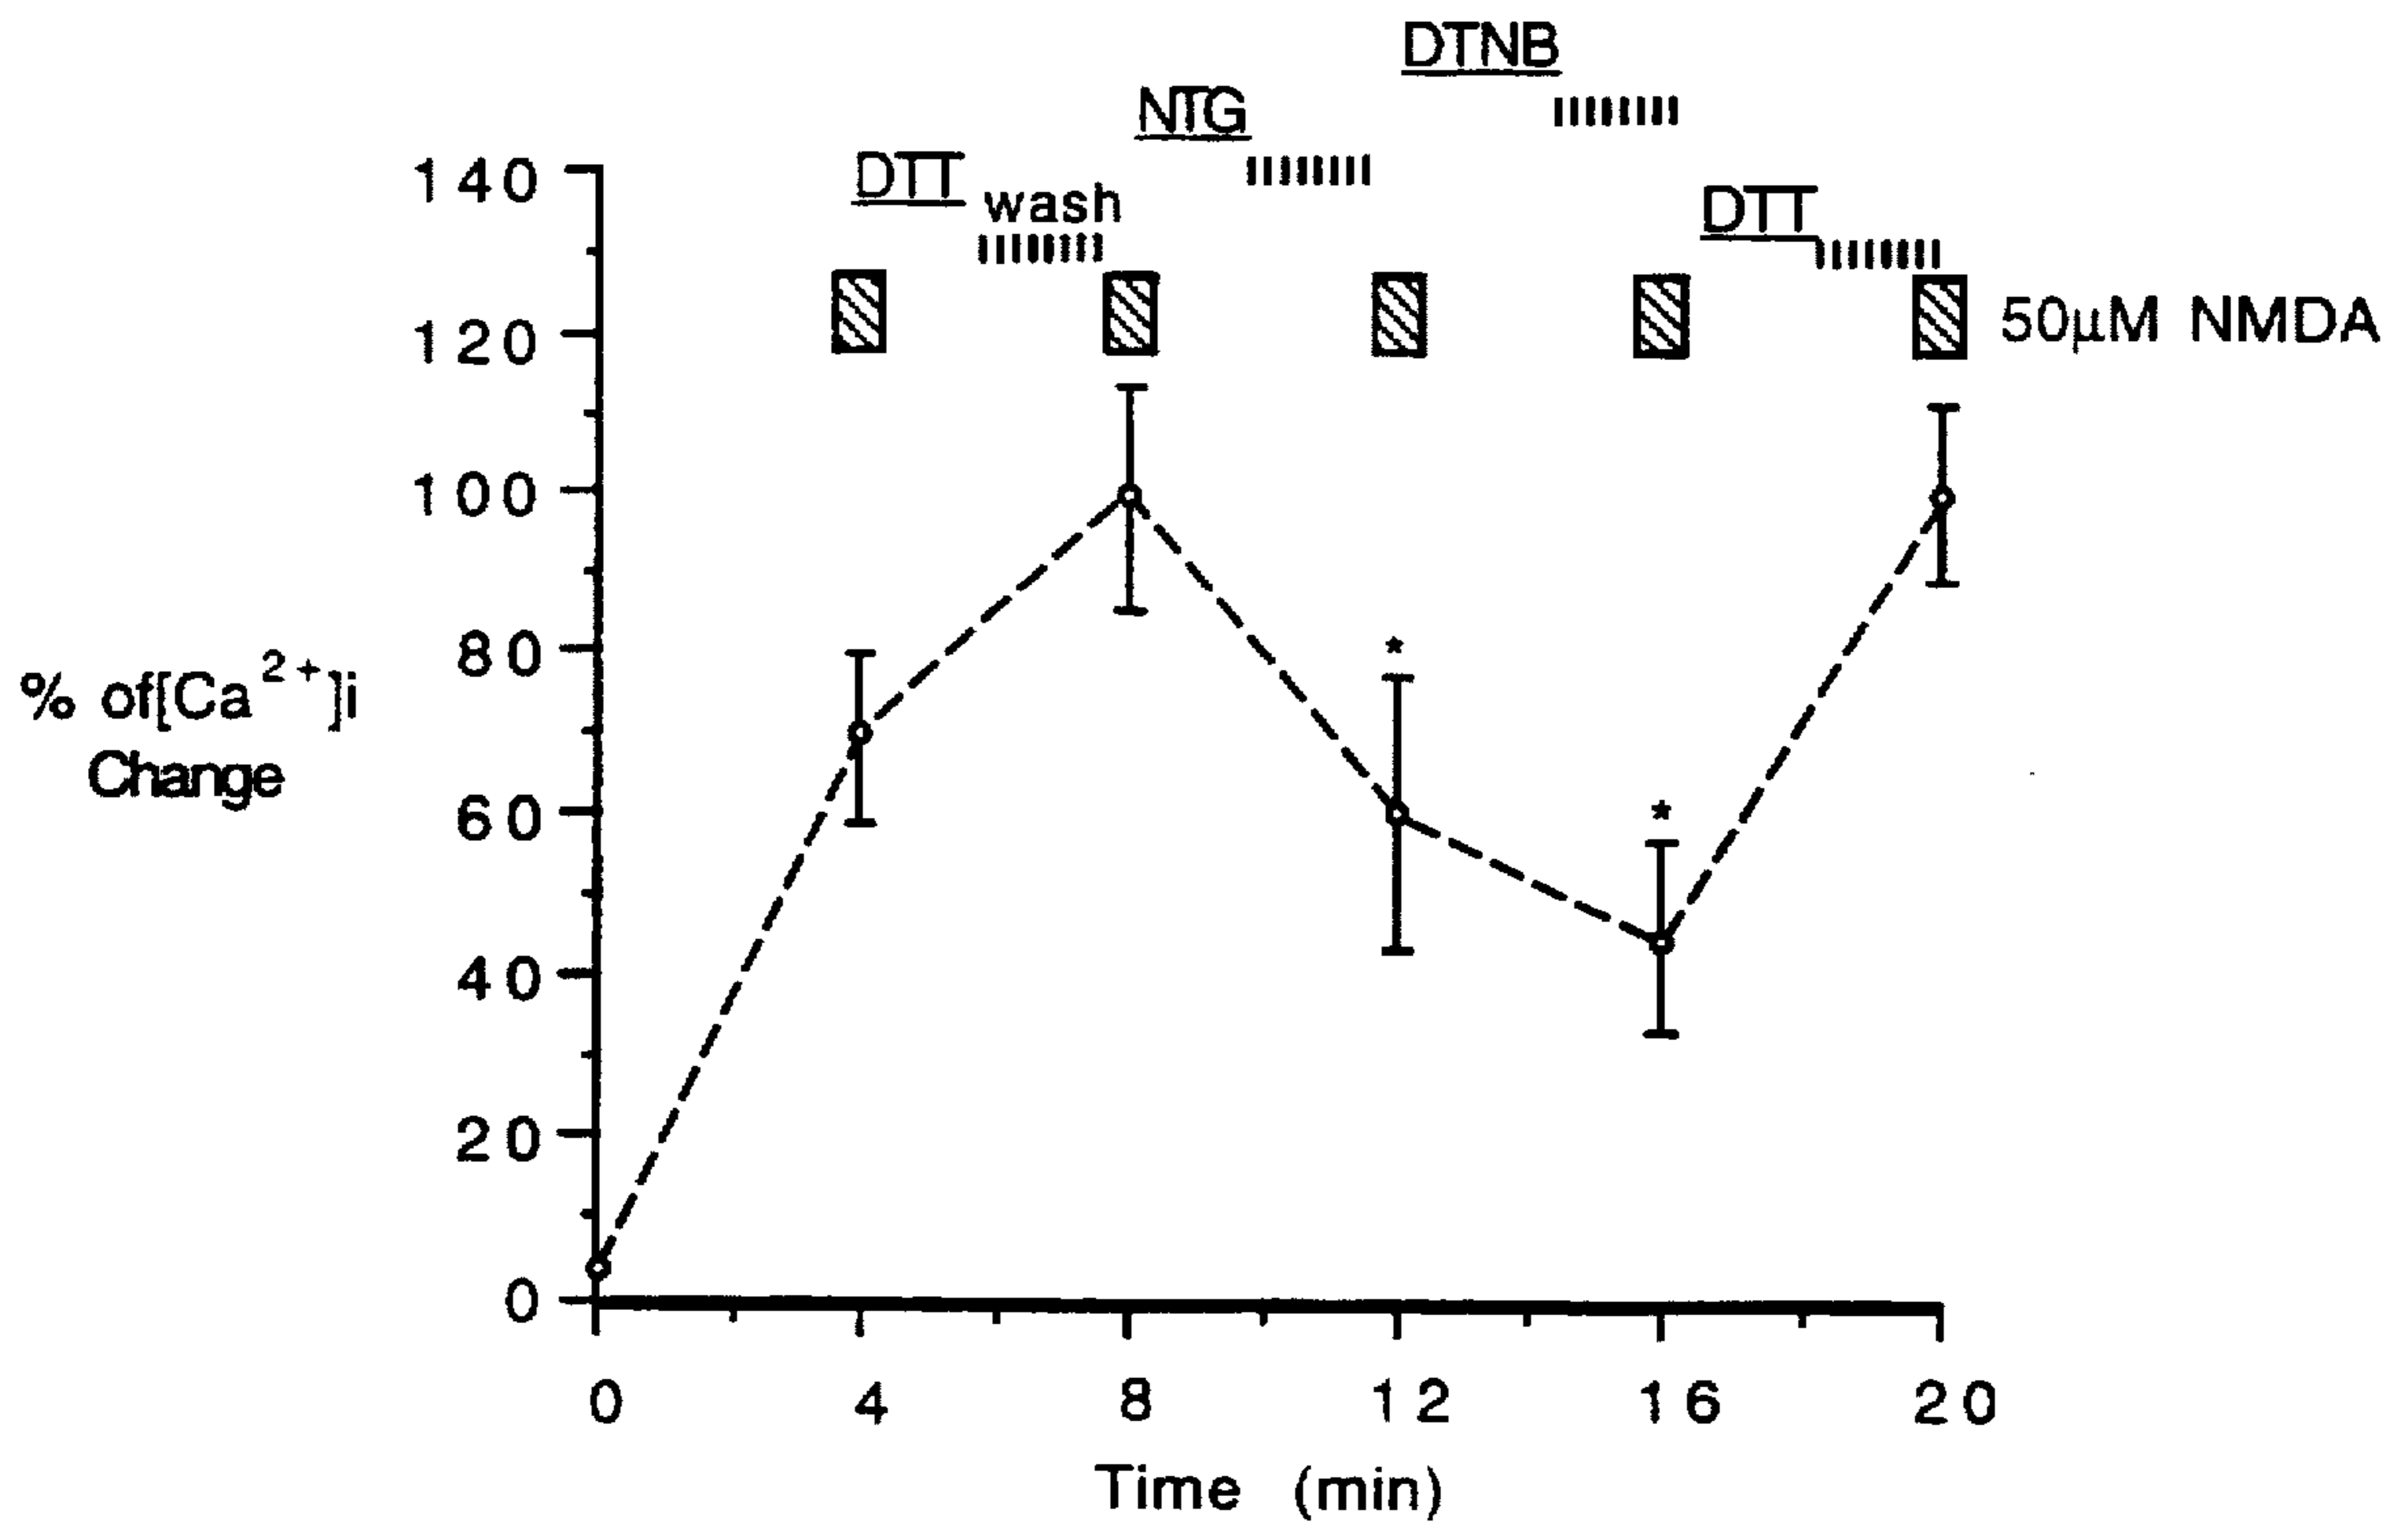 DTNB
NTG
DTT
wash
DTT
50µM NMDA
140
120
100
80
60
40
20
0
% of[Ca2+]i
Change
*
*
0 4 8 12 16 20
Time (min)